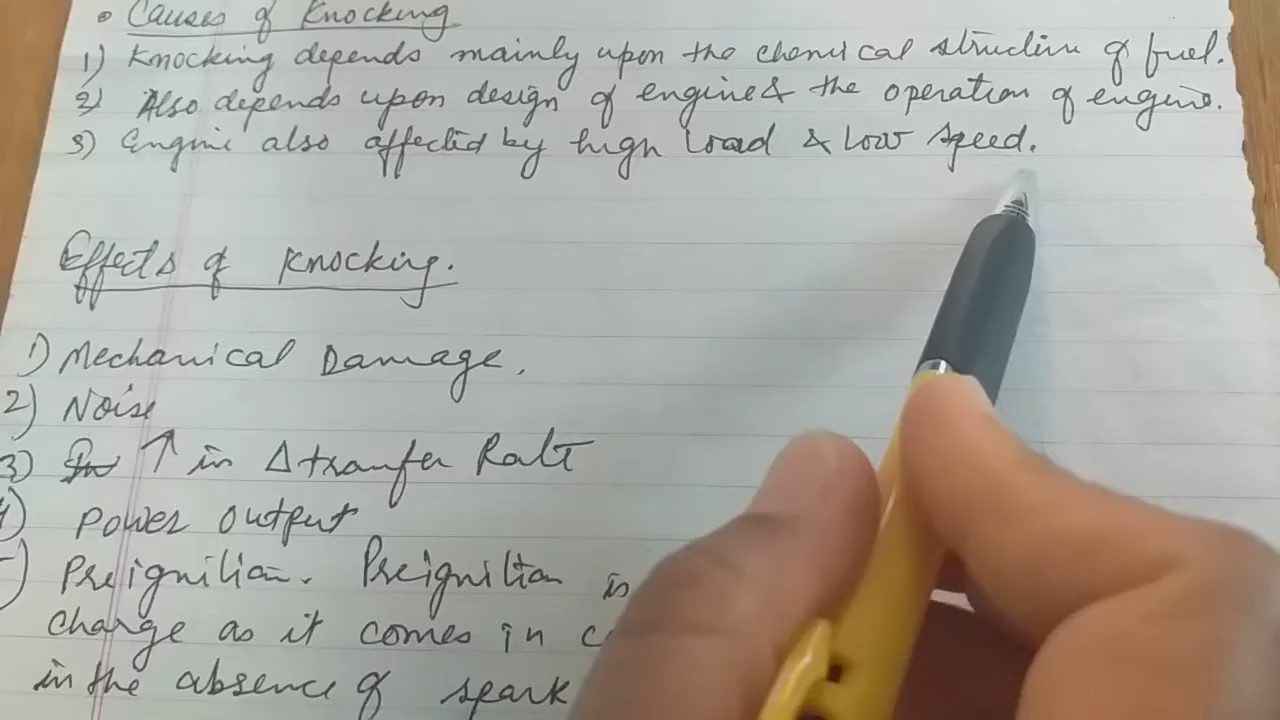 • Causes of Knocking
1) Knocking depends mainly upon the chemical structure of fuel.
2) Also depends upon design of engine & the operation of engine.
3) Engine also affected by high load & Low speed.
Effects of Knocking.
1) Mechanical Damage.
2) Noise
3) ↑ in Δ transfer Rate
4) Power output
Preignition. Preignition is
change as it comes in c
in the absence of spark